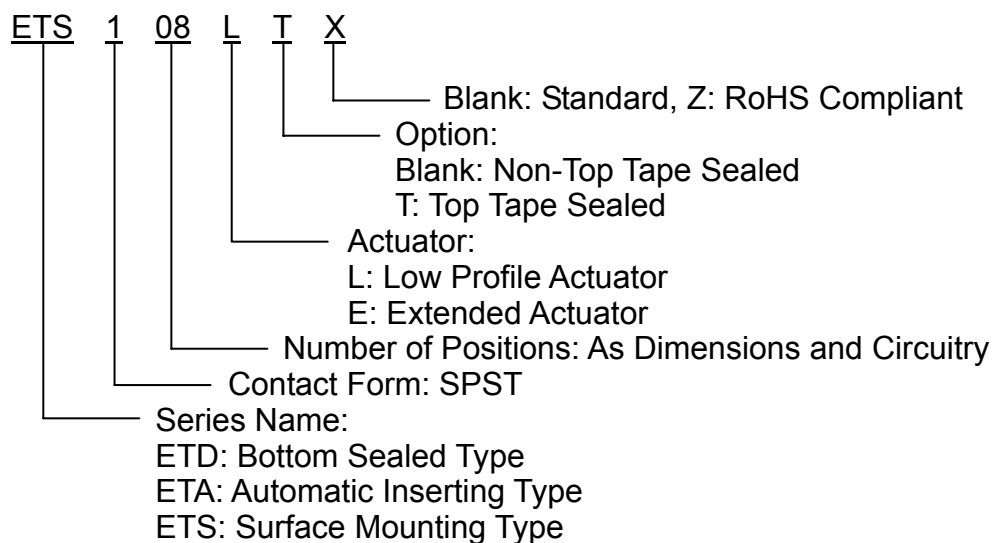 ETS 1 08 L T X
Blank: Standard, Z: RoHS Compliant
Option:
Blank: Non-Top Tape Sealed
T: Top Tape Sealed
Actuator:
L: Low Profile Actuator
E: Extended Actuator
Number of Positions: As Dimensions and Circuitry
Contact Form: SPST
Series Name:
ETD: Bottom Sealed Type
ETA: Automatic Inserting Type
ETS: Surface Mounting Type